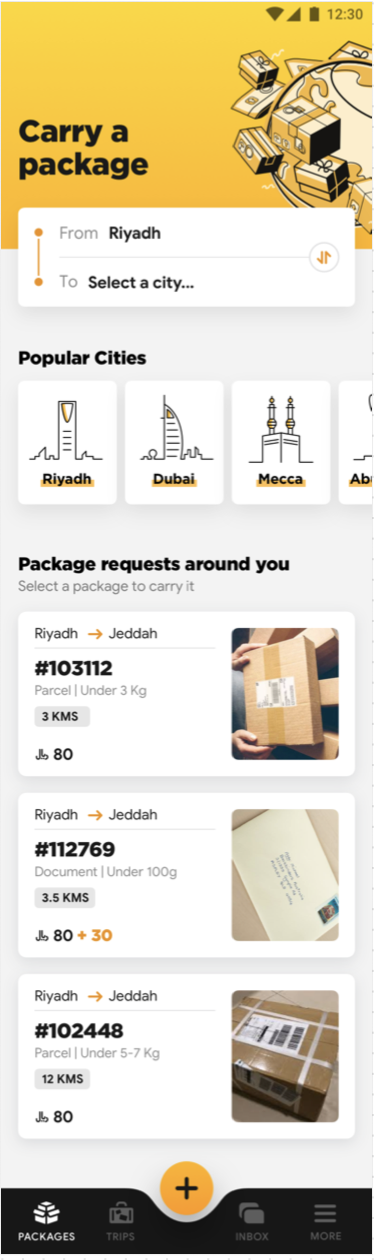 12:30
Carry a
package
From Riyadh
To Select a city...
Popular Cities
Riyadh
Dubai
Mecca
Abu
Package requests around you
Select a package to carry it
Riyadh → Jeddah
#103112
Parcel | Under 3 Kg
3 KMS
﷼ 80
Riyadh → Jeddah
#112769
Document | Under 100g
3.5 KMS
﷼ 80 + 30
Riyadh → Jeddah
#102448
Parcel | Under 5-7 Kg
12 KMS
﷼ 80
PACKAGES
TRIPS
INBOX
MORE